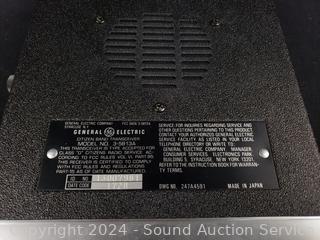 GENERAL ELECTRIC COMPANY
SYRACUSE N.Y.
FCC DATA
GENERAL GE ELECTRIC
CITIZEN BAND TRANSCEIVER
MODEL NO. 3-5813A
THIS TRANSCEIVER IS TYPE ACCEPTED FOR
CLASS "D" CITIZENS RADIO SERVICE AC-
CORDING TO FCC RULES VOL VI PART 95.
THIS RECEIVER IS CERTIFIED TO COMPLY
WITH FCC RULES AND REGULATIONS
PART-15 AS OF DATE MANUFACTURED.
ID NO
DATE CODE
SERVICE
FOR INQUIRIES REGARDING SERVICE AND
OTHER QUESTIONS PERTAINING TO THIS PRODUCT
CONTACT YOUR AUTHORIZED GENERAL ELECTRIC
SERVICE AGENCY AS LISTED IN YOUR LOCAL
TELEPHONE DIRECTORY OR WRITE TO:
GENERAL ELECTRIC COMPANY, MANAGER
CONSUMER SERVICES, ELECTRONICS PARK
BUILDING 5, SYRACUSE, NEW YORK 13201.
REFER TO THE INSTRUCTION BOOK FOR WARRAN-
TY TERMS.
DWG NO. 247A4591 MADE IN JAPAN
Copyright 2024 - Sound Auction Service